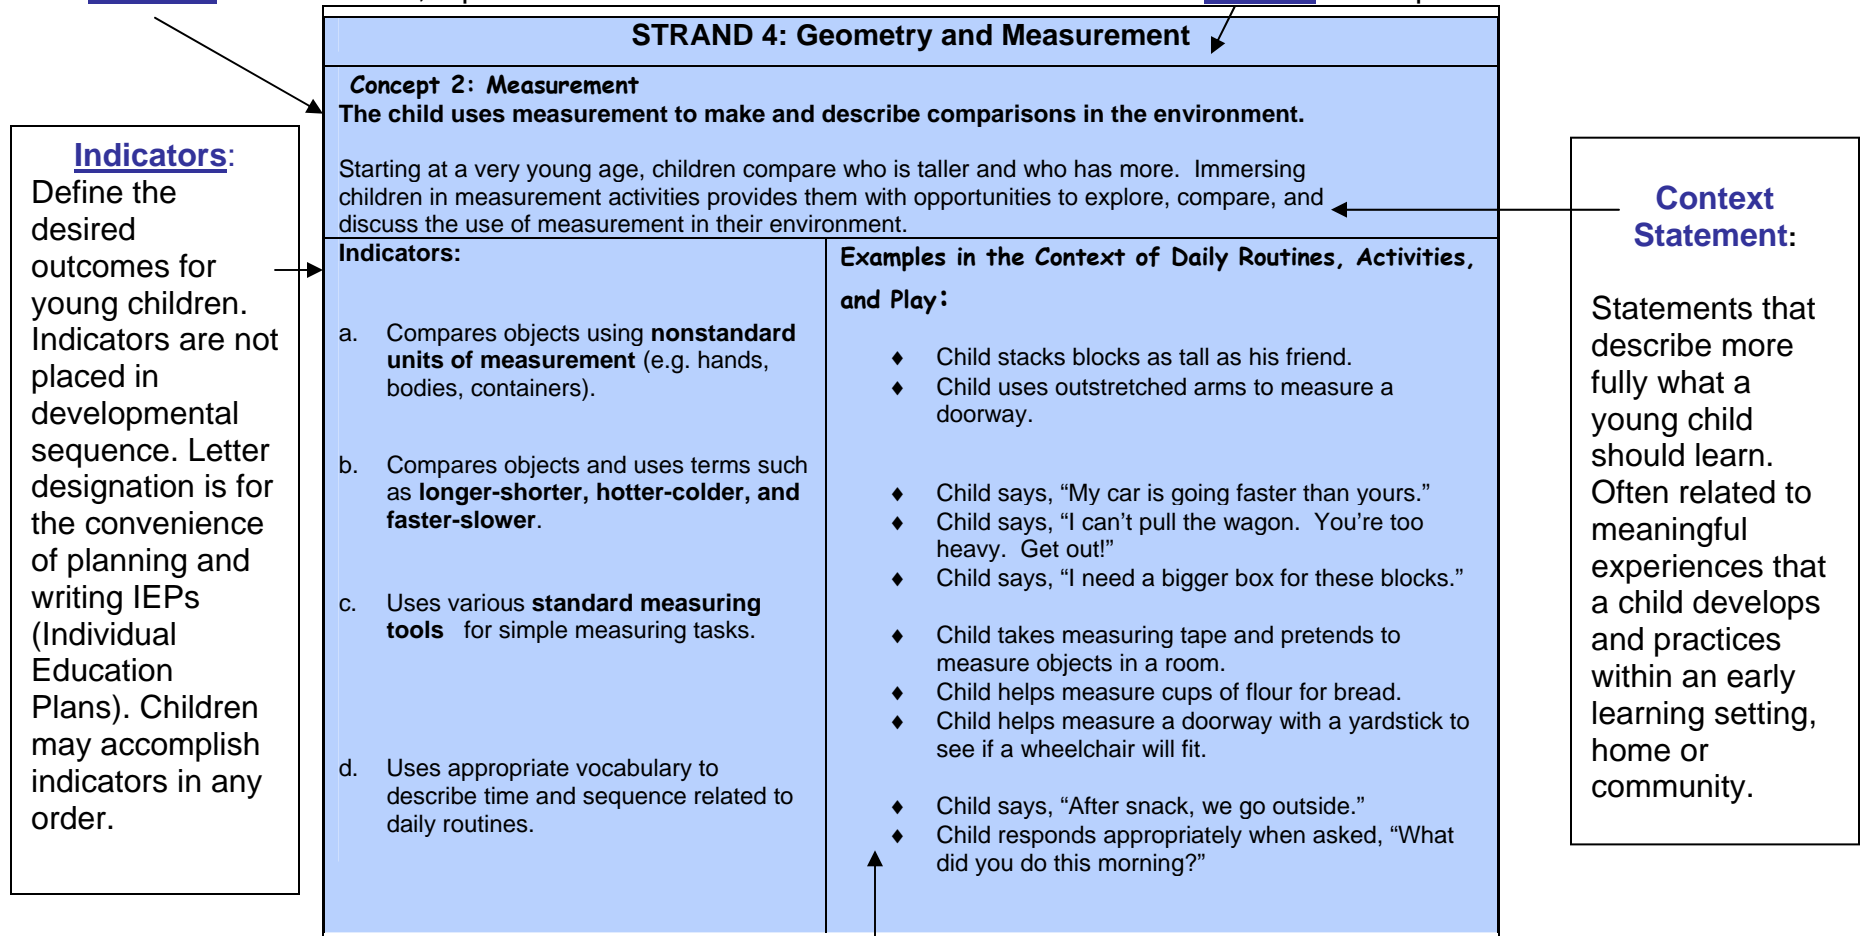 STRAND 4: Geometry and Measurement
Concept 2: Measurement
The child uses measurement to make and describe comparisons in the environment.
Starting at a very young age, children compare who is taller and who has more.  Immersing
children in measurement activities provides them with opportunities to explore, compare, and
discuss the use of measurement in their environment.
Indicators:
Define the
desired
outcomes for
young children.
Indicators are not
placed in
developmental
sequence. Letter
designation is for
the convenience
of planning and
writing IEPs
(Individual
Education
Plans). Children
may accomplish
indicators in any
order.
Indicators:
a. Compares objects using nonstandard
units of measurement (e.g. hands,
bodies, containers).
b. Compares objects and uses terms such
as longer-shorter, hotter-colder, and
faster-slower.
c. Uses various standard measuring
tools for simple measuring tasks.
d. Uses appropriate vocabulary to
describe time and sequence related to
daily routines.
Examples in the Context of Daily Routines, Activities,
and Play:
♦ Child stacks blocks as tall as his friend.
♦ Child uses outstretched arms to measure a
doorway.
♦ Child says, “My car is going faster than yours.”
♦ Child says, “I can’t pull the wagon.  You’re too
heavy.  Get out!”
♦ Child says, “I need a bigger box for these blocks.”
♦ Child takes measuring tape and pretends to
measure objects in a room.
♦ Child helps measure cups of flour for bread.
♦ Child helps measure a doorway with a yardstick to
see if a wheelchair will fit.
♦ Child says, “After snack, we go outside.”
♦ Child responds appropriately when asked, “What
did you do this morning?”
Context
Statement:
Statements that
describe more
fully what a
young child
should learn.
Often related to
meaningful
experiences that
a child develops
and practices
within an early
learning setting,
home or
community.